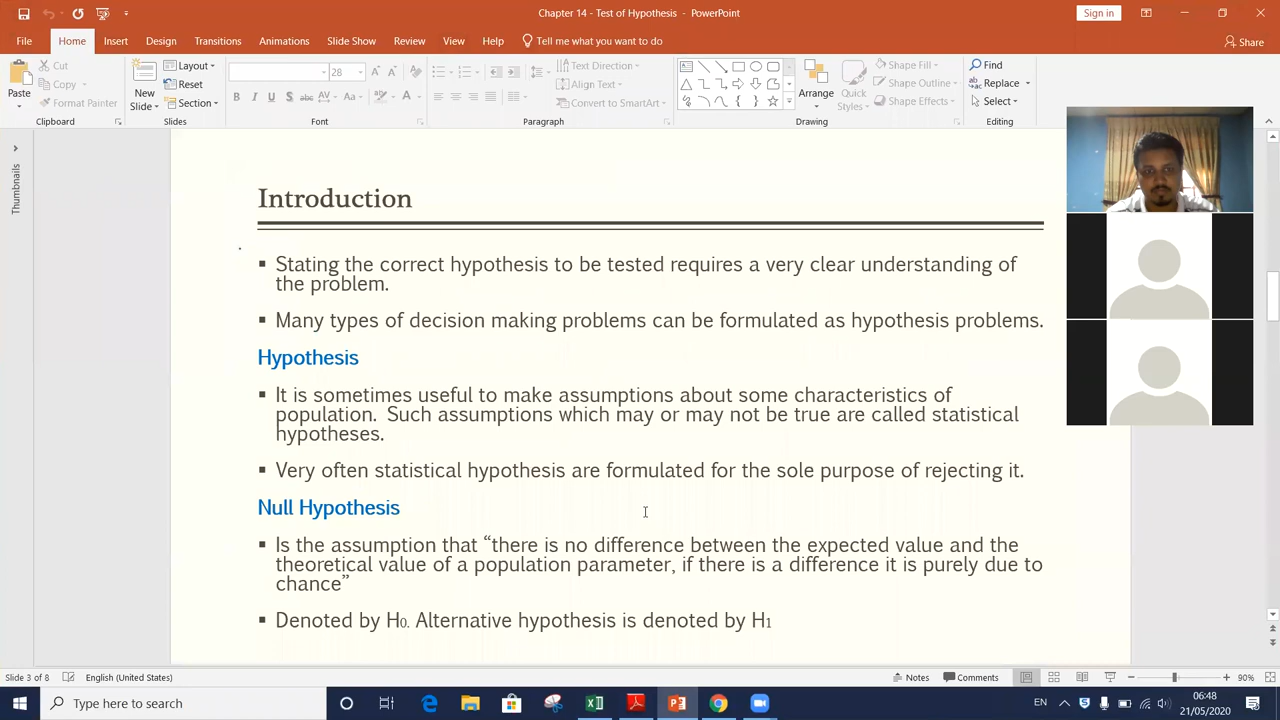 Chapter 14 - Test of Hypothesis - PowerPoint
Sign in
File Home Insert Design Transitions Animations Slide Show Review View Help Tell me what you want to do Share
Paste
Cut
Copy
Format Painter
Clipboard
New Slide
Layout
Reset
Section
Slides
28
B I U S abc AV Aa A
Font
Text Direction
Align Text
Convert to SmartArt
Paragraph
Arrange
Quick Styles
Shape Fill
Shape Outline
Shape Effects
Drawing
Find
Replace
Select
Editing
Thumbnails
Introduction
▪ Stating the correct hypothesis to be tested requires a very clear understanding of
the problem.
▪ Many types of decision making problems can be formulated as hypothesis problems.
Hypothesis
▪ It is sometimes useful to make assumptions about some characteristics of
population. Such assumptions which may or may not be true are called statistical
hypotheses.
▪ Very often statistical hypothesis are formulated for the sole purpose of rejecting it.
Null Hypothesis
▪ Is the assumption that “there is no difference between the expected value and the
theoretical value of a population parameter, if there is a difference it is purely due to
chance”
▪ Denoted by H0. Alternative hypothesis is denoted by H1
Slide 3 of 8 English (United States) Notes Comments 90%
Type here to search
EN
06:48
21/05/2020